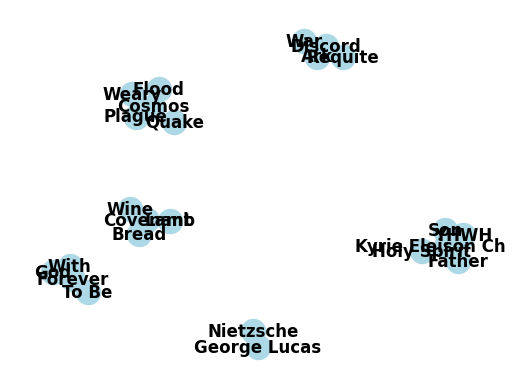 War
Discord
Ark
Requite
Flood
Weary
Cosmos
Plague
Quake
Wine
Covenant
Lamb
Bread
Son
YHWH
Kyrie Eleison Ch
Holy Spirit
Father
With
God
Forever
To Be
Nietzsche
George Lucas